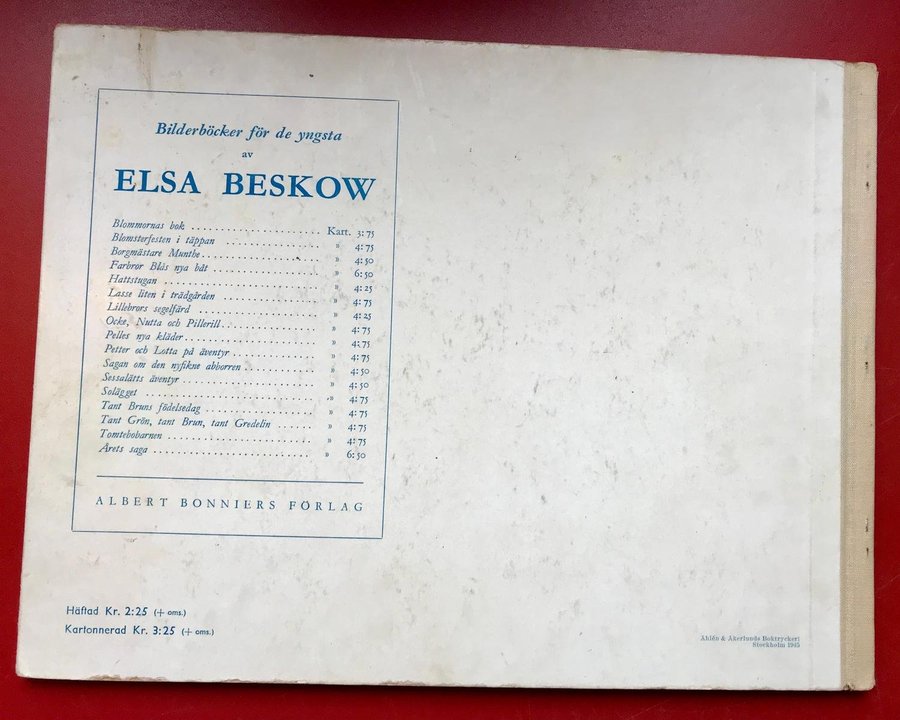 Bilderböcker för de yngsta
av
ELSA BESKOW
Blommornas bok .................... Kart. 3:75
Blomsterfesten i täppan .............. » 4:75
Borgmästare Munthe ................. » 4:50
Farbror Blås nya båt ................ » 6:50
Hattstugan ........................ » 4:25
Lasse liten i trädgården .............. » 4:75
Lillebrors segelfärd .................. » 4:25
Ocke, Nutta och Pillerill .............. » 4:75
Pelles nya kläder .................... » 4:75
Petter och Lotta på äventyr ............ » 4:75
Sagan om den nyfikne abborren .......... » 4:50
Sessalätts äventyr .................... » 4:50
Solägget .......................... » 4:75
Tant Bruns födelsedag ................ » 4:75
Tant Grön, tant Brun, tant Gredelin ...... » 4:75
Tomtebobarnen ...................... » 4:75
Årets saga .......................... » 6:50
ALBERT BONNIERS FÖRLAG
Häftad Kr. 2:25 (+ oms.)
Kartonnerad Kr. 3:25 (+ oms.)
Åhlén & Åkerlunds Boktryckeri
Stockholm 1945